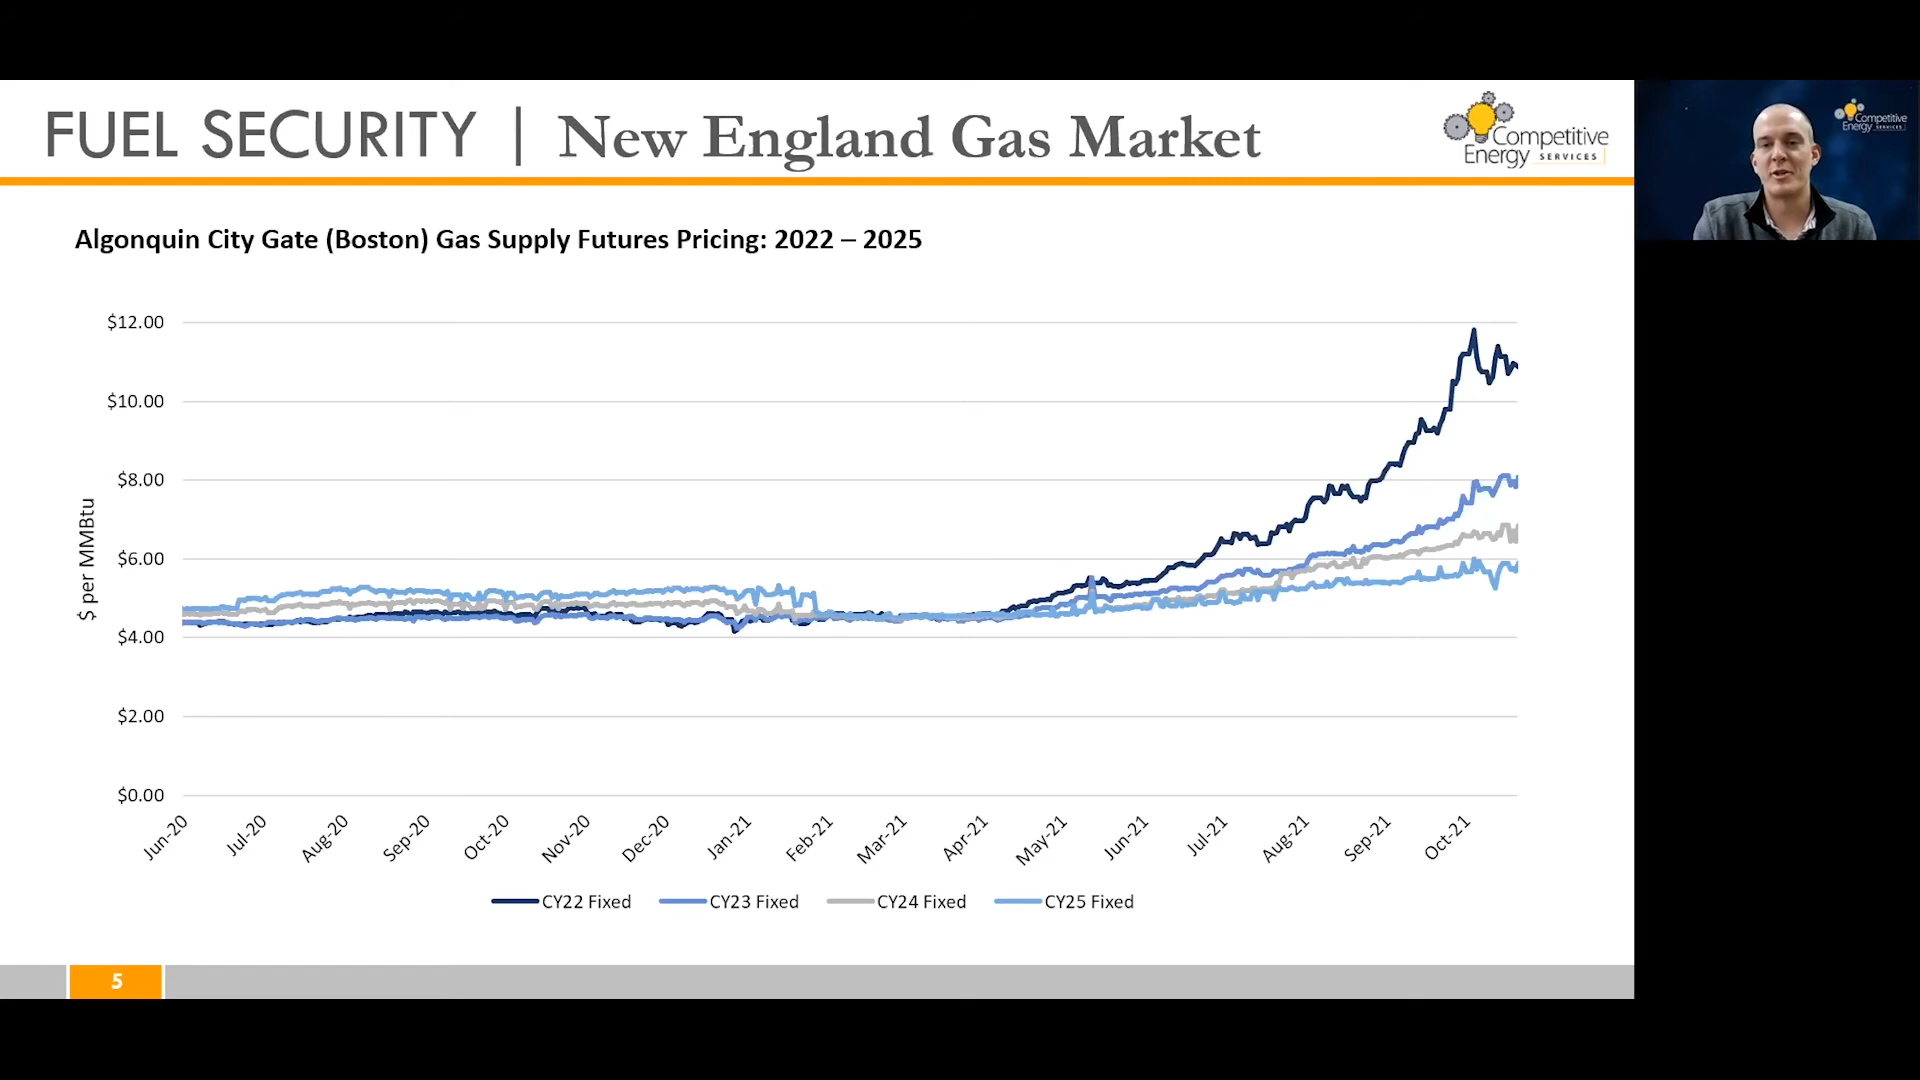 FUEL SECURITY | New England Gas Market
Competitive
Energy SERVICES
Competitive
Energy SERVICES
Algonquin City Gate (Boston) Gas Supply Futures Pricing: 2022 – 2025
$ per MMBtu
$12.00
$10.00
$8.00
$6.00
$4.00
$2.00
$0.00
Jun-20
Jul-20
Aug-20
Sep-20
Oct-20
Nov-20
Dec-20
Jan-21
Feb-21
Mar-21
Apr-21
May-21
Jun-21
Jul-21
Aug-21
Sep-21
Oct-21
CY22 Fixed
CY23 Fixed
CY24 Fixed
CY25 Fixed
5